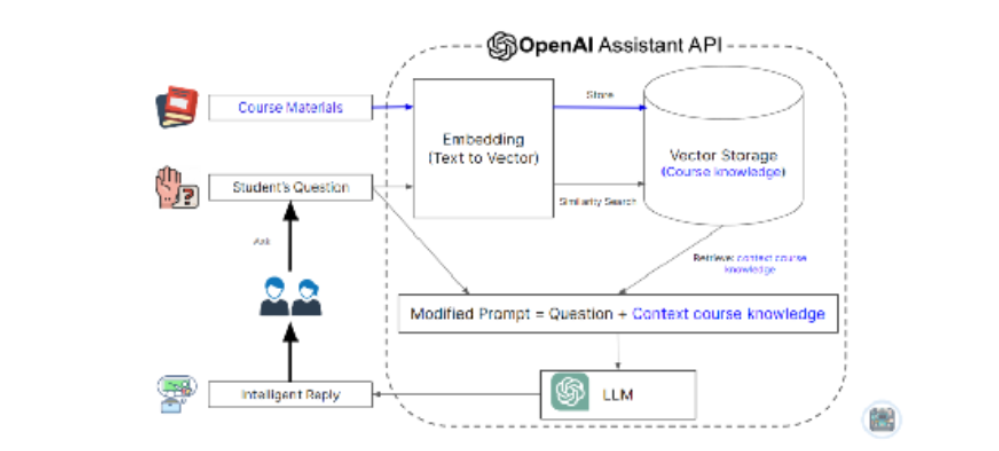 OpenAI Assistant API
Course Materials
Store
Embedding
(Text to Vector)
Vector Storage
(Course knowledge)
Student's Question
Similarity Search
Ask
Retrieve: context course
knowledge
Modified Prompt = Question + Context course knowledge
Intelligent Reply
LLM